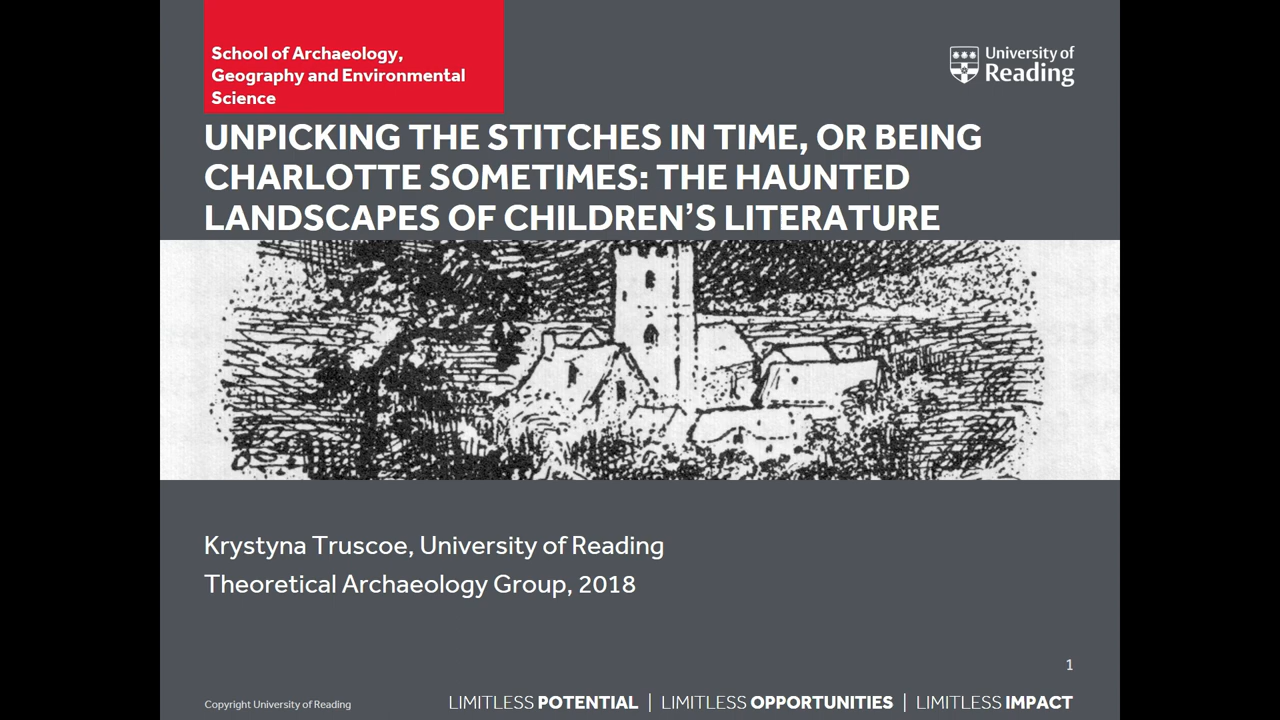 School of Archaeology,
Geography and Environmental
Science
University of
Reading
UNPICKING THE STITCHES IN TIME, OR BEING
CHARLOTTE SOMETIMES: THE HAUNTED
LANDSCAPES OF CHILDREN’S LITERATURE
Krystyna Truscoe, University of Reading
Theoretical Archaeology Group, 2018
1
Copyright University of Reading
LIMITLESS POTENTIAL | LIMITLESS OPPORTUNITIES | LIMITLESS IMPACT